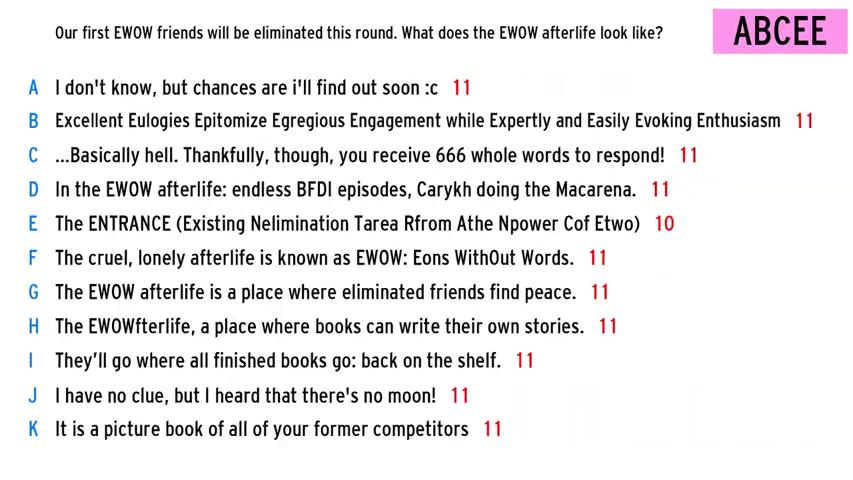 Our first EWOW friends will be eliminated this round. What does the EWOW afterlife look like?
ABCEE
A I don't know, but chances are i'll find out soon :c 11
B Excellent Eulogies Epitomize Egregious Engagement while Expertly and Easily Evoking Enthusiasm 11
C ...Basically hell. Thankfully, though, you receive 666 whole words to respond! 11
D In the EWOW afterlife: endless BFDI episodes, Carykh doing the Macarena. 11
E The ENTRANCE (Existing Nelimination Tarea Rfrom Athe Npower Cof Etwo) 10
F The cruel, lonely afterlife is known as EWOW: Eons WithOut Words. 11
G The EWOW afterlife is a place where eliminated friends find peace. 11
H The EWOWfterlife, a place where books can write their own stories. 11
I They’ll go where all finished books go: back on the shelf. 11
J I have no clue, but I heard that there's no moon! 11
K It is a picture book of all of your former competitors 11